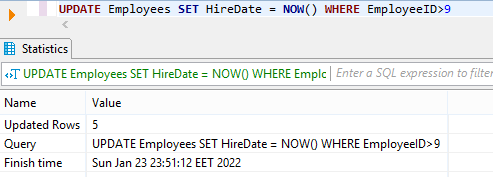 UPDATE Employees SET HireDate = NOW() WHERE EmployeeID>9
Statistics
UPDATE Employees SET HireDate = NOW() WHERE Emplc Enter a SQL expression to filter
Name Value
Updated Rows 5
Query UPDATE Employees SET HireDate = NOW() WHERE EmployeeID>9
Finish time Sun Jan 23 23:51:12 EET 2022